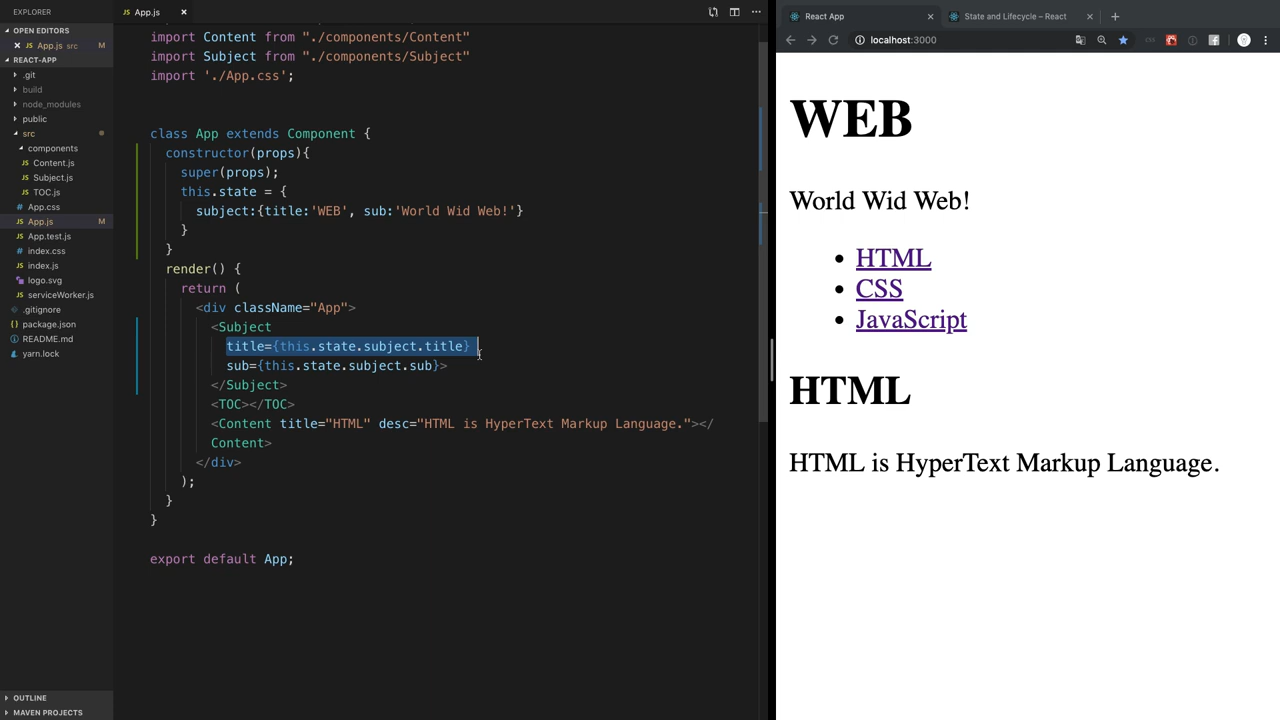 EXPLORER
OPEN EDITORS
App.js src M
REACT-APP
.git
build
node_modules
public
src
components
Content.js
Subject.js
TOC.js
App.css
App.js M
App.test.js
index.css
index.js
logo.svg
serviceWorker.js
.gitignore
package.json
README.md
yarn.lock
OUTLINE
MAVEN PROJECTS
JS App.js
import Content from "./components/Content"
import Subject from "./components/Subject"
import './App.css';
class App extends Component {
constructor(props){
super(props);
this.state = {
subject:{title:'WEB', sub:'World Wid Web!'}
}
}
render() {
return (
<div className="App">
<Subject
title={this.state.subject.title}
sub={this.state.subject.sub}>
</Subject>
<TOC></TOC>
<Content title="HTML" desc="HTML is HyperText Markup Language."></
Content>
</div>
);
}
}
export default App;
React App
State and Lifecycle – React
localhost:3000
WEB
World Wid Web!
HTML
CSS
JavaScript
HTML
HTML is HyperText Markup Language.